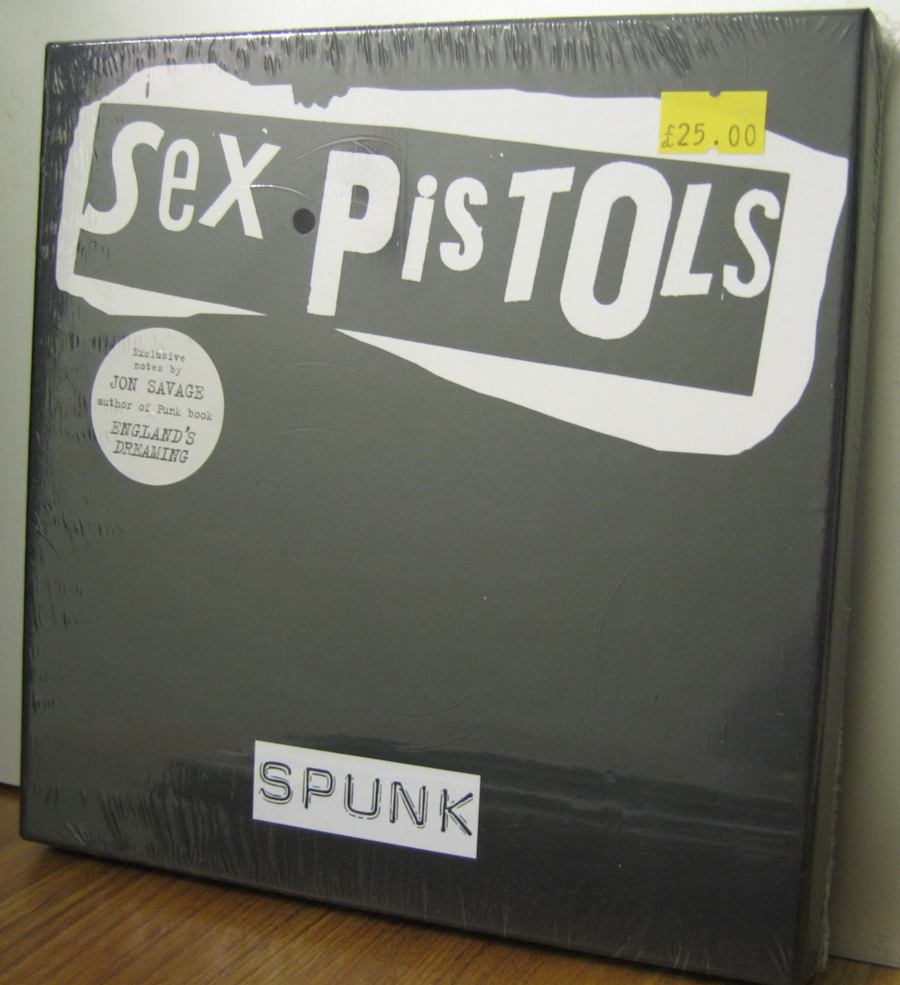 £25.00
Sex PiSTOLS
Exclusive
notes by
JON SAVAGE
author of Punk book
ENGLAND'S
DREAMING
SPUNK